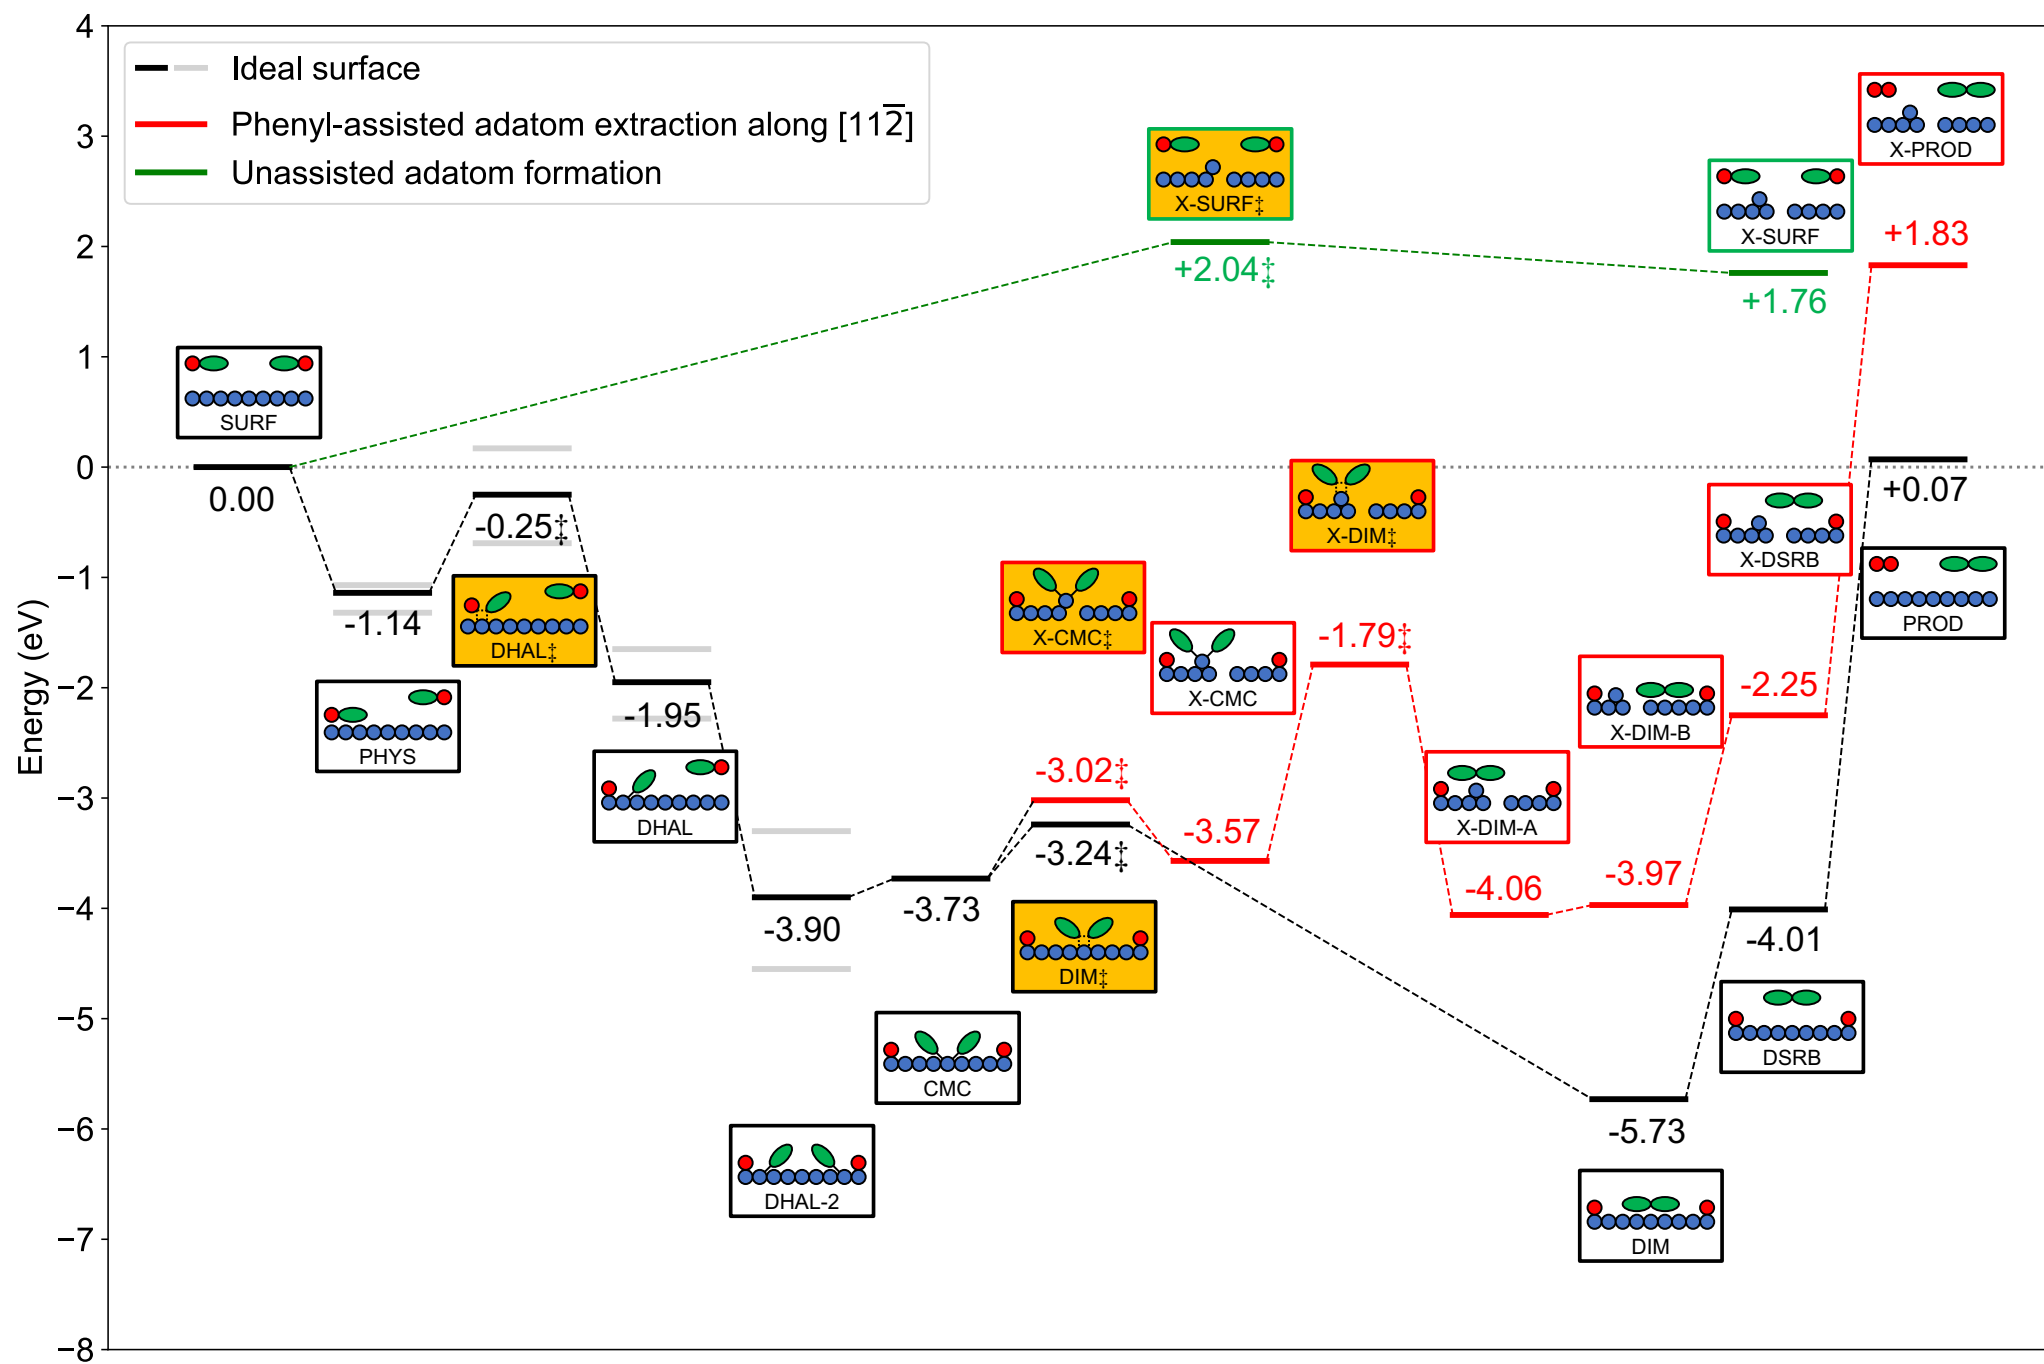 4
3
2
1
0
−1
−2
−3
−4
−5
−6
−7
−8
Energy (eV)
Ideal surface
Phenyl-assisted adatom extraction along [112̅]
Unassisted adatom formation
SURF
0.00
PHYS
-1.14
DHAL‡
-0.25‡
DHAL
-1.95
DHAL-2
-3.90
CMC
-3.73
DIM‡
-3.24‡
X-CMC‡
-3.02‡
X-CMC
-3.57
X-SURF‡
+2.04‡
X-DIM‡
-1.79‡
X-DIM-A
-4.06
X-DIM-B
-3.97
DIM
-5.73
X-SURF
+1.76
X-DSRB
-2.25
DSRB
-4.01
X-PROD
+1.83
+0.07
PROD